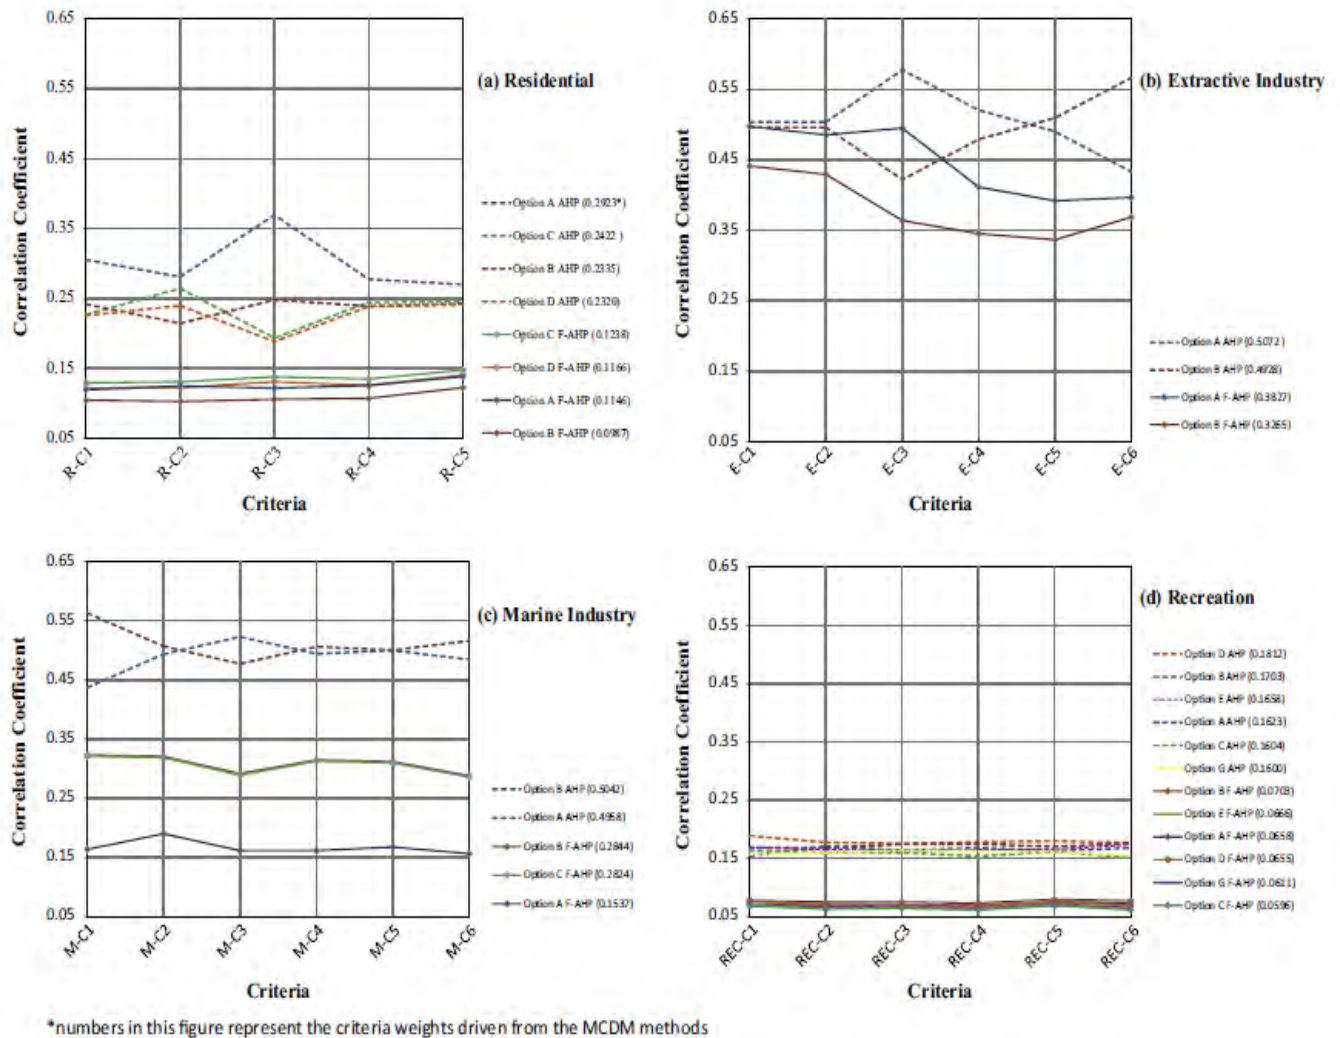 0.65
0.55
0.45
0.35
0.25
0.15
0.05
Correlation Coefficient
R-C1
R-C2
R-C3
R-C4
R-C5
Criteria
(a) Residential
Option A AHP (0.2923*)
Option C AHP (0.2422 )
Option B AHP (0.2335)
Option D AHP (0.2320)
Option C F-AHP (0.1238)
Option D F-AHP (0.1166)
Option A F-AHP (0.1146)
Option B F-AHP (0.0987)
0.65
0.55
0.45
0.35
0.25
0.15
0.05
Correlation Coefficient
E-C1
E-C2
E-C3
E-C4
E-C5
E-C6
Criteria
(b) Extractive Industry
Option A AHP (0.5072 )
Option B AHP (0.4928)
Option A F-AHP (0.3827)
Option B F-AHP (0.3265)
0.65
0.55
0.45
0.35
0.25
0.15
0.05
Correlation Coefficient
M-C1
M-C2
M-C3
M-C4
M-C5
M-C6
Criteria
(c) Marine Industry
Option B AHP (0.5042)
Option A AHP (0.4958)
Option B F-AHP (0.2844)
Option C F-AHP (0.2824)
Option A F-AHP (0.1537)
0.65
0.55
0.45
0.35
0.25
0.15
0.05
Correlation Coefficient
REC-C1
REC-C2
REC-C3
REC-C4
REC-C5
REC-C6
Criteria
(d) Recreation
Option D AHP (0.1812)
Option B AHP (0.1703)
Option E AHP (0.1658)
Option A AHP (0.1623)
Option C AHP (0.1604)
Option G AHP (0.1600)
Option B F-AHP (0.0703)
Option E F-AHP (0.0666)
Option A F-AHP (0.0658)
Option D F-AHP (0.0655)
Option G F-AHP (0.0611)
Option C F-AHP (0.0596)
*numbers in this figure represent the criteria weights driven from the MCDM methods